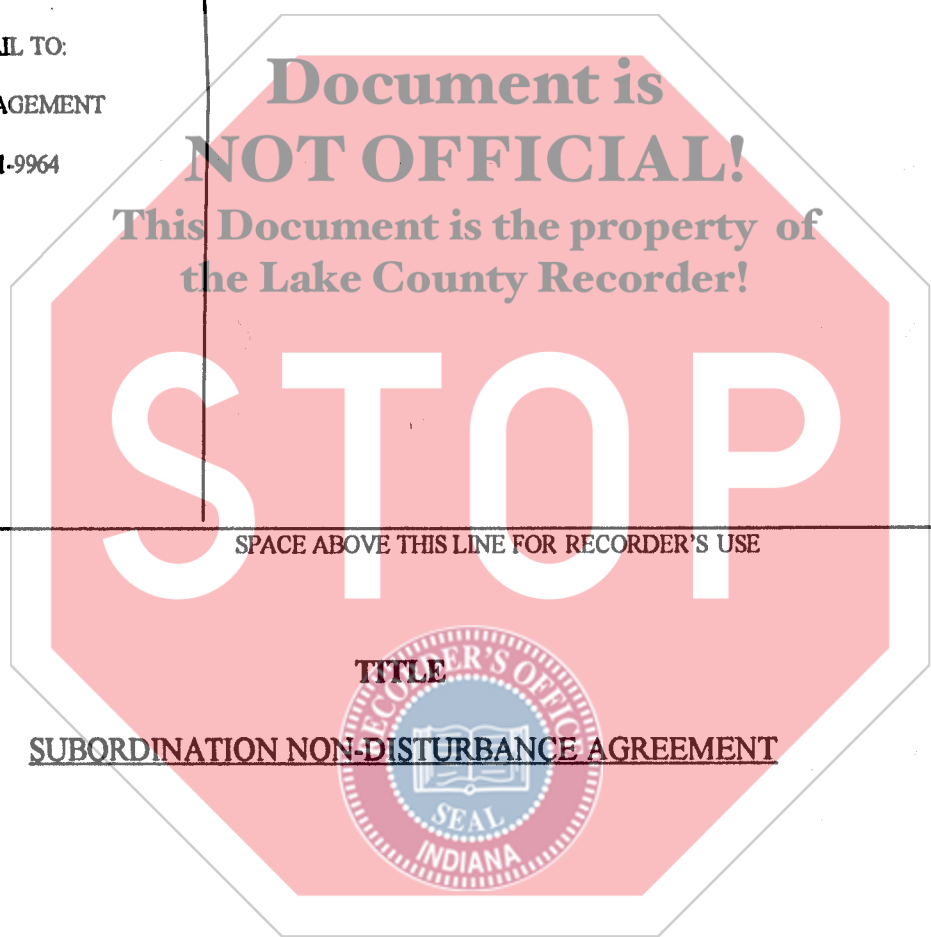 IL TO:
AGEMENT
-9964
Document is
NOT OFFICIAL!
This Document is the property of
the Lake County Recorder!
STOP
SPACE ABOVE THIS LINE FOR RECORDER'S USE
TITLE
SUBORDINATION NON-DISTURBANCE AGREEMENT
RECORDER'S OFFICE
SEAL
INDIANA